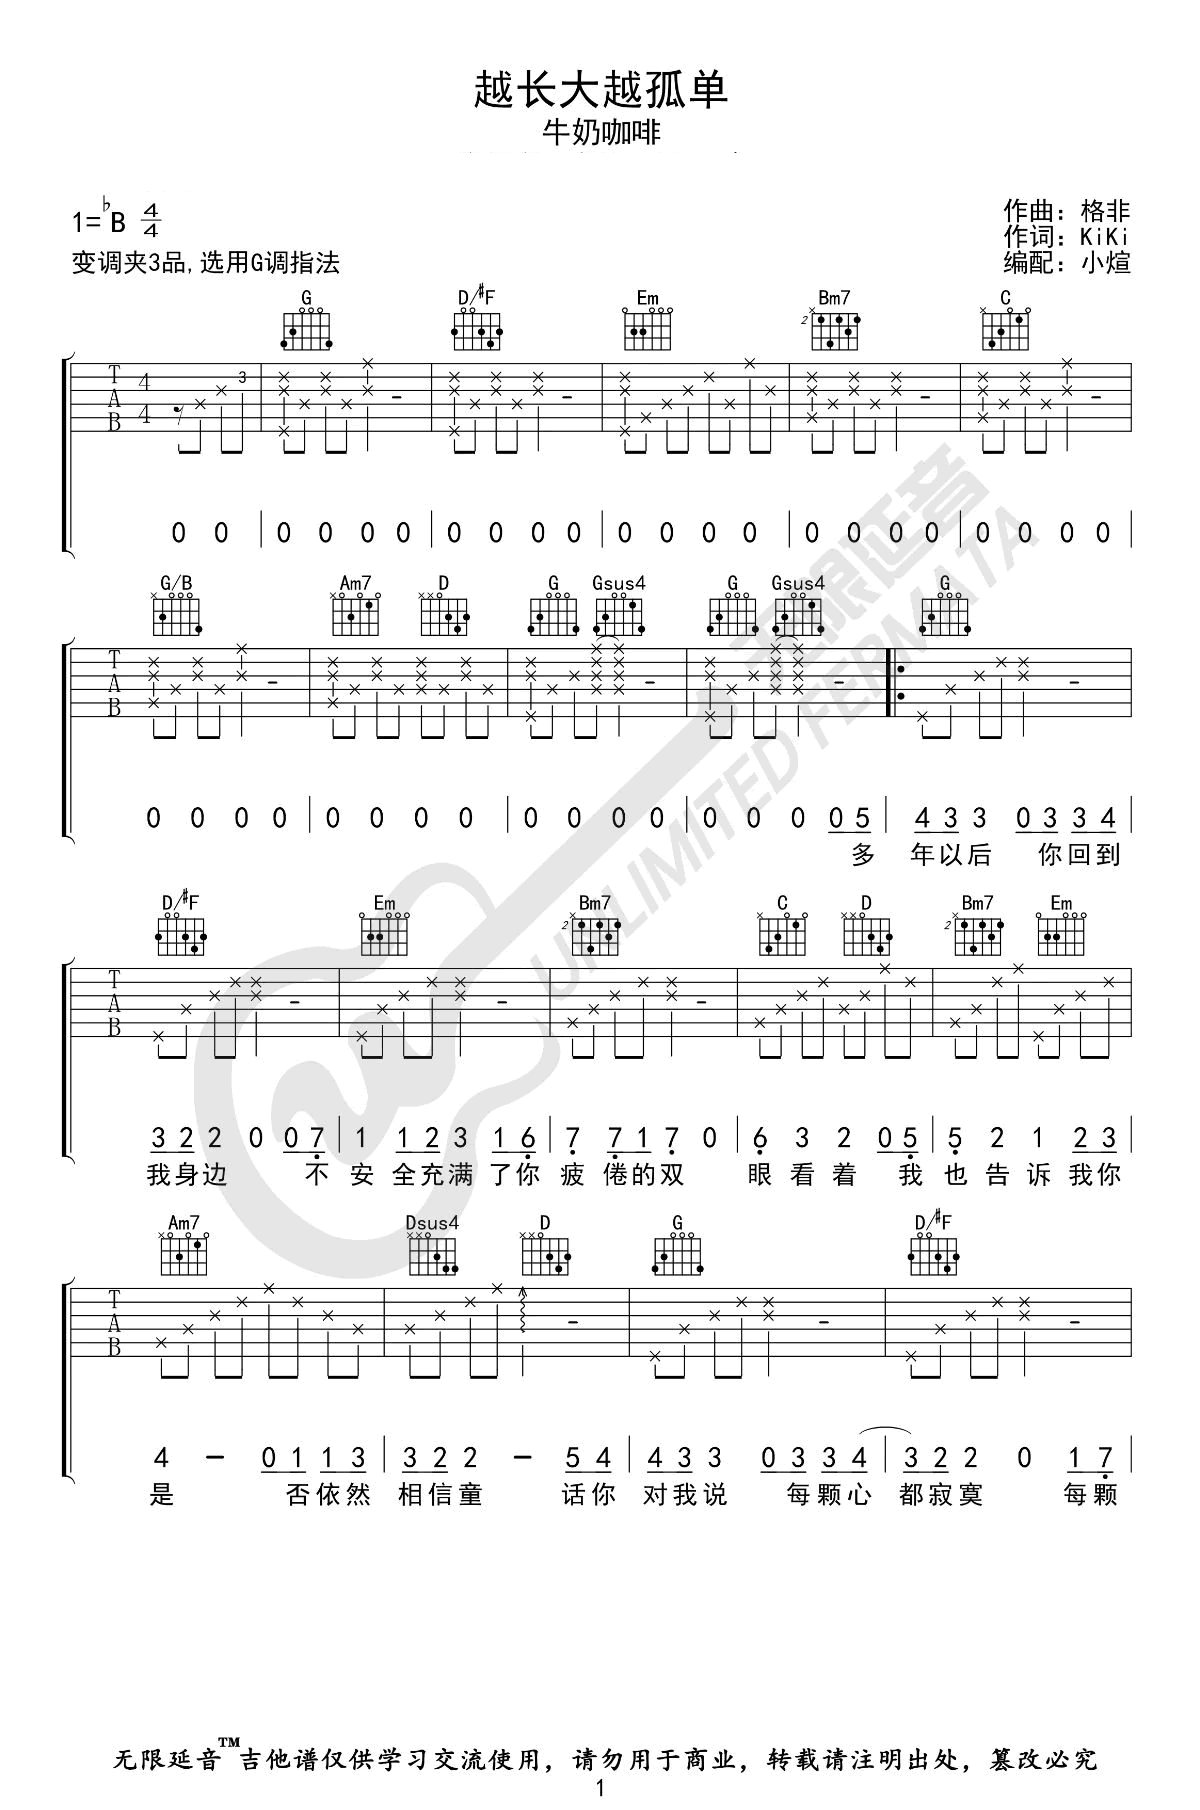 越长大越孤单
牛奶咖啡
1=♭B 4/4
作曲：格非
作词：KiKi
变调夹3品,选用G调指法
编配：小煊
G D/#F Em Bm7 C
2
T A B 4 4 3
0 0 0 0 0 0 0 0 0 0 0 0 0 0 0 0 0 0 0 0 0 0
G/B Am7 D G Gsus4 G Gsus4 G
T A B
0 0 0 0 0 0 0 0 0 0 0 0 0 0 0 0 5 4 3 3 0 3 3 4
多 年以后 你回到
D/#F Em Bm7 C D Bm7 Em
2 2
T A B
3 2 2 0 0 7 1 1 2 3 1 6 7 7 1 7 0 6 3 2 0 5 5 2 1 2 3
我身边 不 安 全充满 了你 疲 倦的双 眼看着 我 也告诉我你
Am7 Dsus4 D G D/#F
T A B
4 - 0 1 1 3 3 2 2 - 5 4 4 3 3 0 3 3 4 3 2 2 0 1 7
是 否依然 相信童 话你 对我说 每颗心 都寂寞 每颗
无限延音 UNLIMITED FERMATA
无限延音™吉他谱仅供学习交流使用，请勿用于商业，转载请注明出处，篡改必究
1